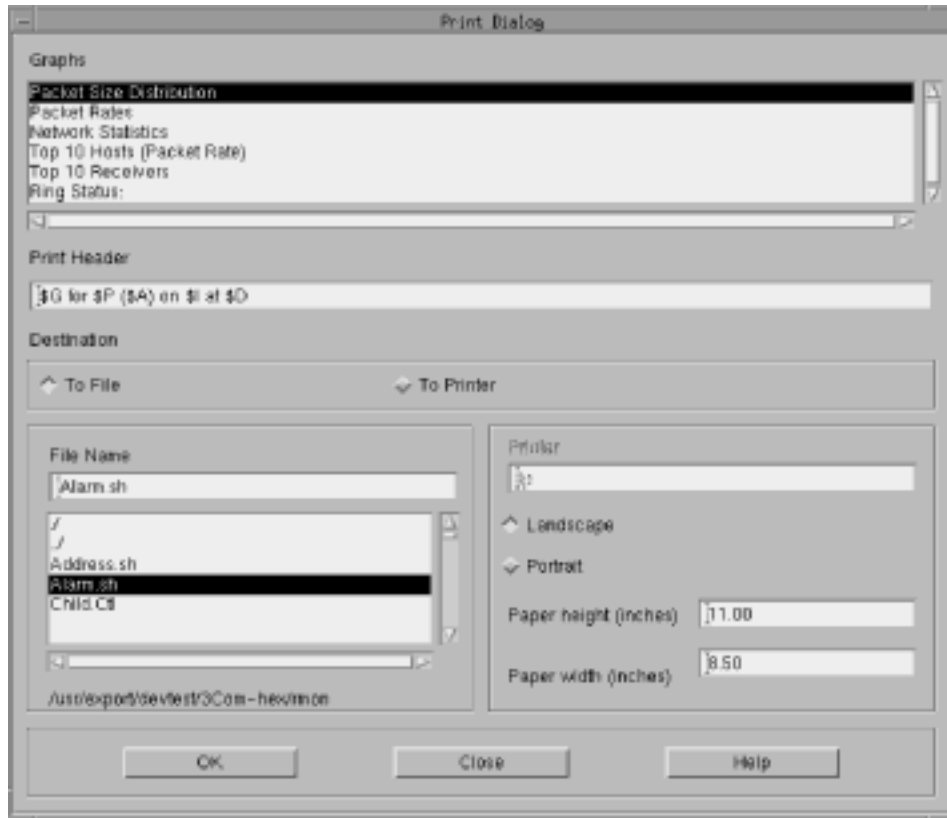 Print Dialog
Graphs
Packet Size Distribution
Packet Rates
Network Statistics
Top 10 Hosts (Packet Rate)
Top 10 Receivers
Ring Status:
Print Header
$G for $P ($A) on $I at $D
Destination
To File
To Printer
File Name
Alarm.sh
./
../
Address.sh
Alarm.sh
Child.Ctl
/usr/export/devtest/3Com-hex/rmon
Printer
Landscape
Portrait
Paper height (inches)
11.00
Paper width (inches)
8.50
OK
Close
Help